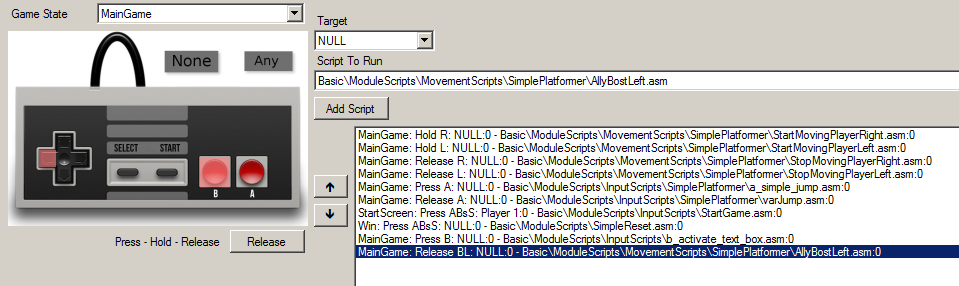 Game State
MainGame
Target
NULL
None
Any
Script To Run
Basic\ModuleScripts\MovementScripts\SimplePlatformer\AllyBostLeft.asm
Add Script
SELECT START
B A
MainGame: Hold R: NULL:0 - Basic\ModuleScripts\MovementScripts\SimplePlatformer\StartMovingPlayerRight.asm:0
MainGame: Hold L: NULL:0 - Basic\ModuleScripts\MovementScripts\SimplePlatformer\StartMovingPlayerLeft.asm:0
MainGame: Release R: NULL:0 - Basic\ModuleScripts\MovementScripts\SimplePlatformer\StopMovingPlayerRight.asm:0
MainGame: Release L: NULL:0 - Basic\ModuleScripts\MovementScripts\SimplePlatformer\StopMovingPlayerLeft.asm:0
MainGame: Press A: NULL:0 - Basic\ModuleScripts\InputScripts\SimplePlatformer\a_simple_jump.asm:0
MainGame: Release A: NULL:0 - Basic\ModuleScripts\InputScripts\SimplePlatformer\varJump.asm:0
StartScreen: Press ABsS: Player 1:0 - Basic\ModuleScripts\InputScripts\StartGame.asm:0
Win: Press ABsS: NULL:0 - Basic\ModuleScripts\SimpleReset.asm:0
MainGame: Press B: NULL:0 - Basic\ModuleScripts\InputScripts\b_activate_text_box.asm:0
MainGame: Release BL: NULL:0 - Basic\ModuleScripts\MovementScripts\SimplePlatformer\AllyBostLeft.asm:0
Press - Hold - Release
Release